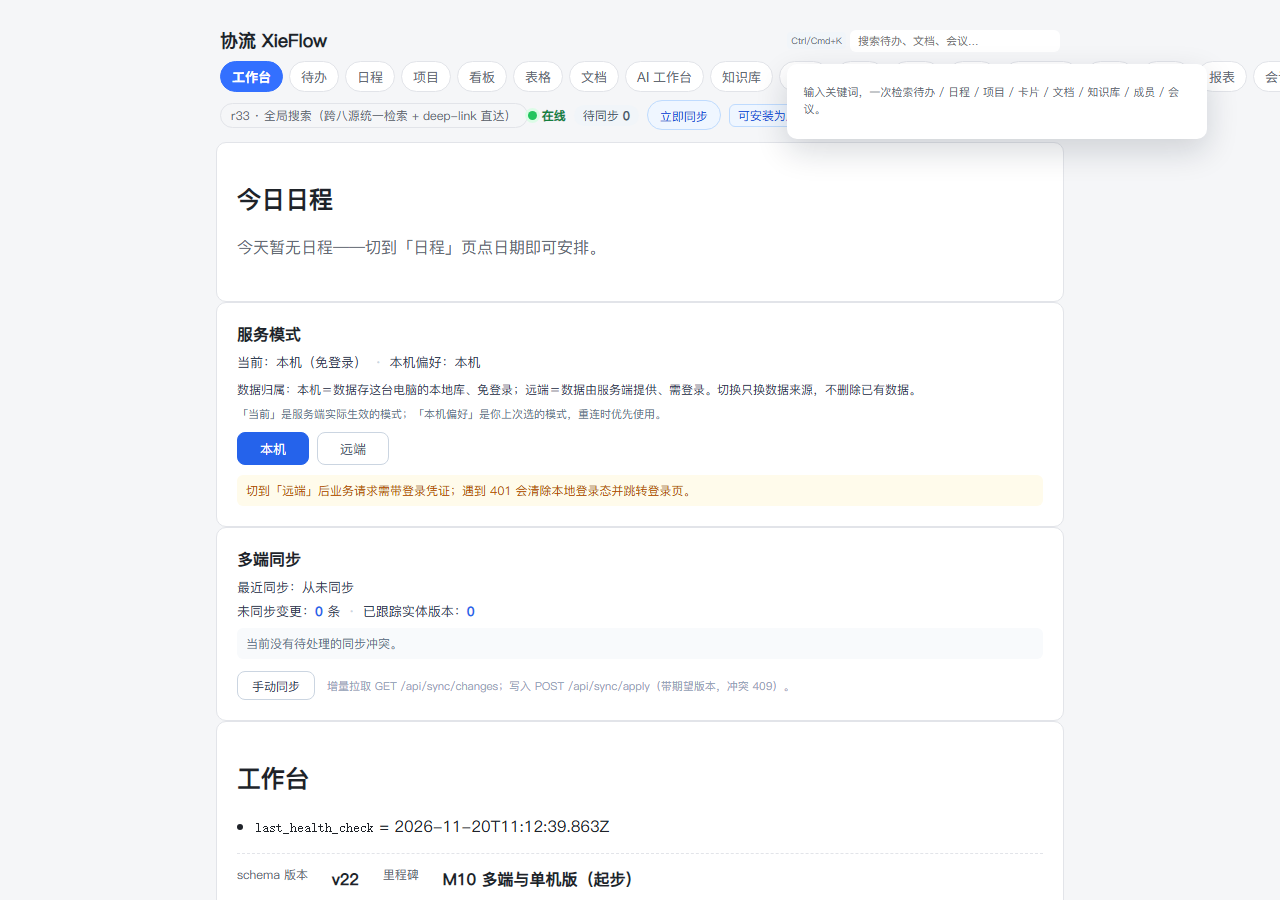 协流 XieFlow
Ctrl/Cmd+K 搜索待办、文档、会议...
工作台 待办 日程 项目 看板 表格 文档 AI 工作台 知识库 报表
r33 · 全局搜索（跨八源统一检索 + deep-link 直达） 在线 待同步 0 立即同步 可安装为
输入关键词，一次检索待办 / 日程 / 项目 / 卡片 / 文档 / 知识库 / 成员 / 会
议。
今日日程
今天暂无日程——切到「日程」页点日期即可安排。
服务模式
当前：本机（免登录） · 本机偏好：本机
数据归属：本机＝数据存这台电脑的本地库、免登录；远端＝数据由服务端提供、需登录。切换只换数据来源，不删除已有数据。
「当前」是服务端实际生效的模式；「本机偏好」是你上次选的模式，重连时优先使用。
本机 远端
切到「远端」后业务请求需带登录凭证；遇到 401 会清除本地登录态并跳转登录页。
多端同步
最近同步：从未同步
未同步变更：0 条 · 已跟踪实体版本：0
当前没有待处理的同步冲突。
手动同步 增量拉取 GET /api/sync/changes；写入 POST /api/sync/apply（带期望版本，冲突 409）。
工作台
last_health_check = 2026-11-20T11:12:39.863Z
schema 版本 v22 里程碑 M10 多端与单机版（起步）